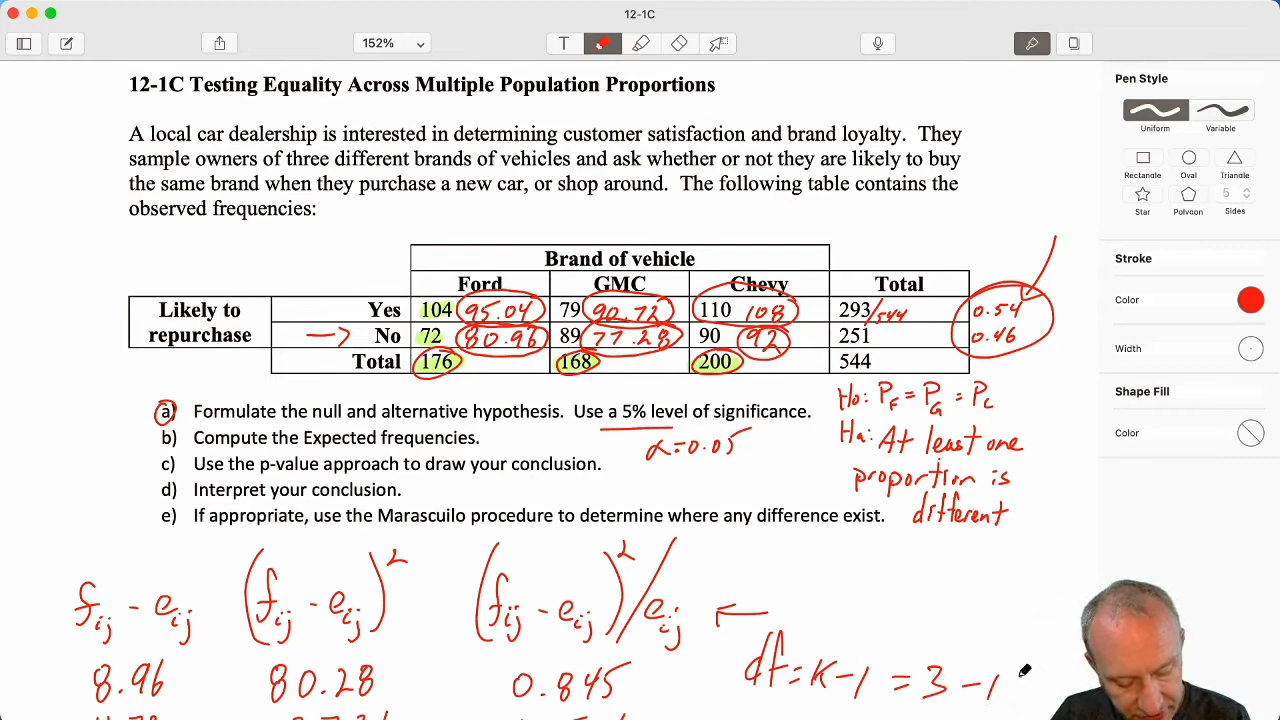 12-1C
152%
T
12-1C Testing Equality Across Multiple Population Proportions
Pen Style
Uniform Variable
Rectangle Oval Triangle
5
Star Polygon Sides
Stroke
Color
Width
Shape Fill
Color
A local car dealership is interested in determining customer satisfaction and brand loyalty. They
sample owners of three different brands of vehicles and ask whether or not they are likely to buy
the same brand when they purchase a new car, or shop around. The following table contains the
observed frequencies:
Brand of vehicle
Ford GMC Chevy Total
Likely to repurchase
Yes 104 95.04 79 90.72 110 108 293/544 0.54
No 72 80.96 89 77.28 90 92 251 0.46
Total 176 168 200 544
a) Formulate the null and alternative hypothesis. Use a 5% level of significance.
α=0.05
b) Compute the Expected frequencies.
c) Use the p-value approach to draw your conclusion.
d) Interpret your conclusion.
e) If appropriate, use the Marascuilo procedure to determine where any difference exist.
Ho: PF = PG = PC
Ha: At least one
proportion is
different
fij - eij (fij - eij)² (fij - eij)²/eij ←
8.96 80.28 0.845
df = K-1 = 3-1